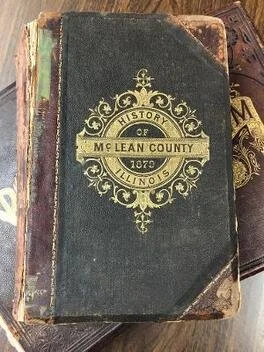 HISTORY
OF
McLEAN COUNTY
1879
ILLINOIS
M